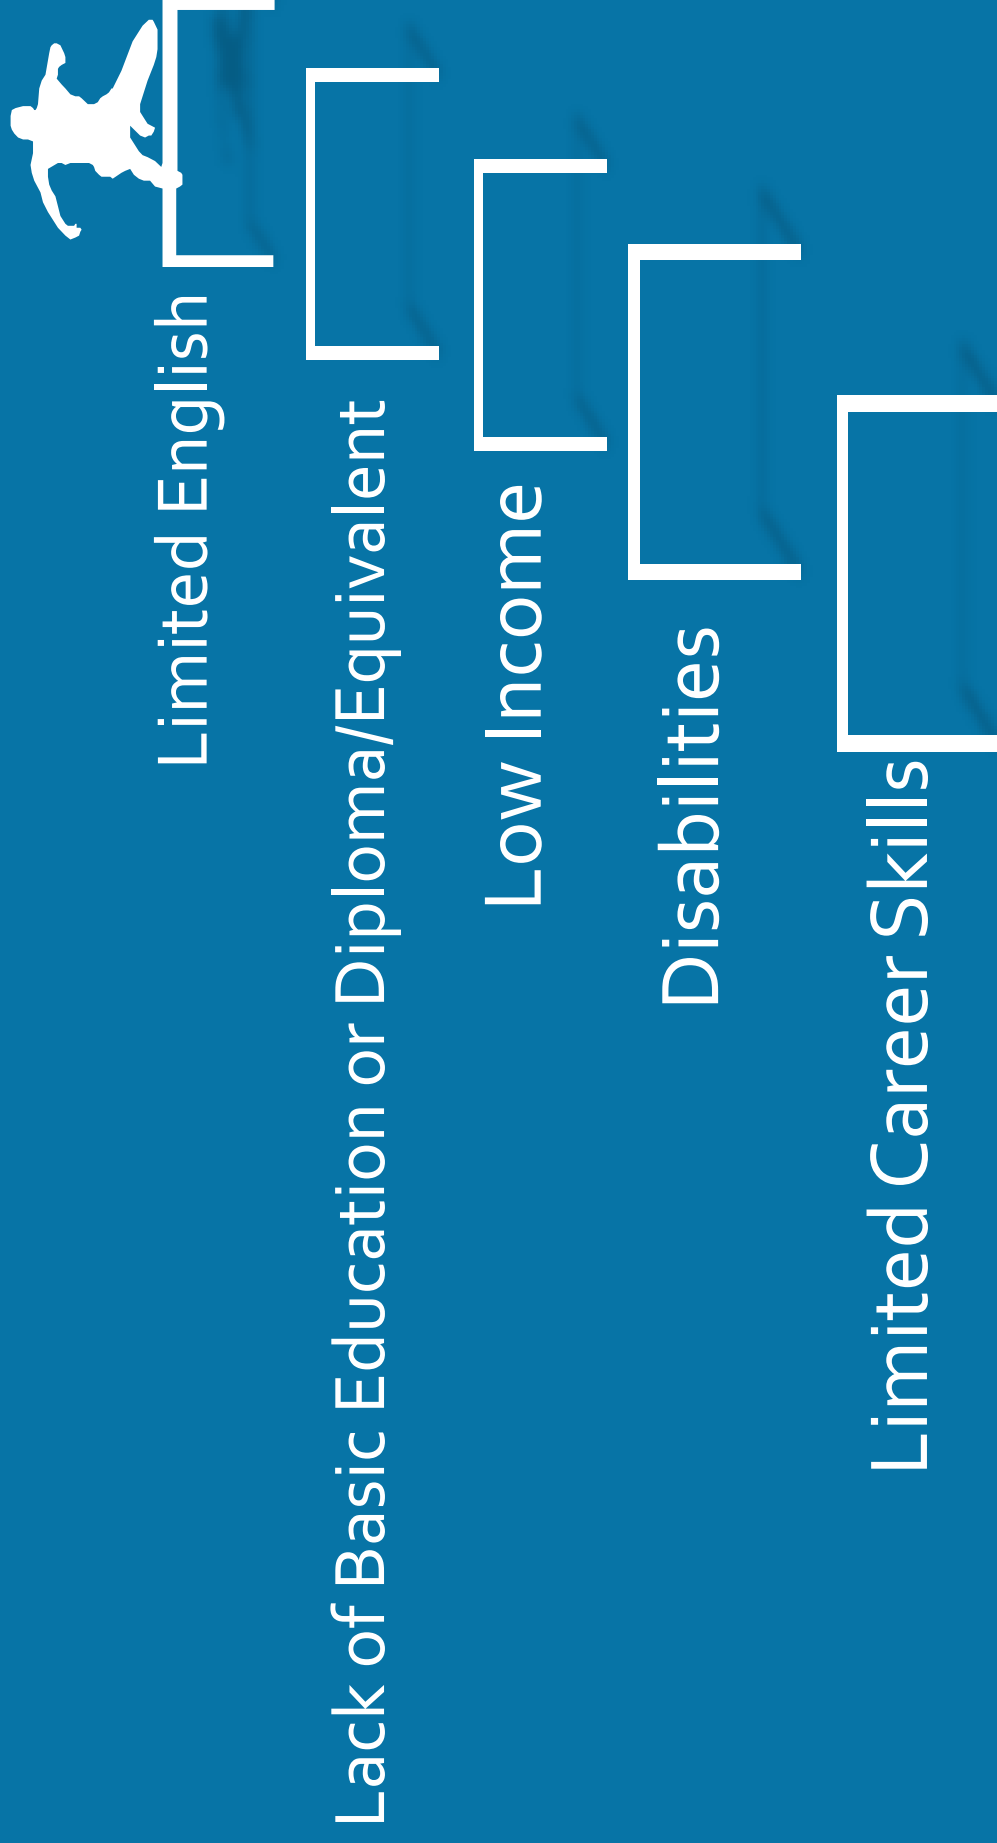 Limited English
Lack of Basic Education or Diploma/Equivalent
Low Income
Disabilities
Limited Career Skills